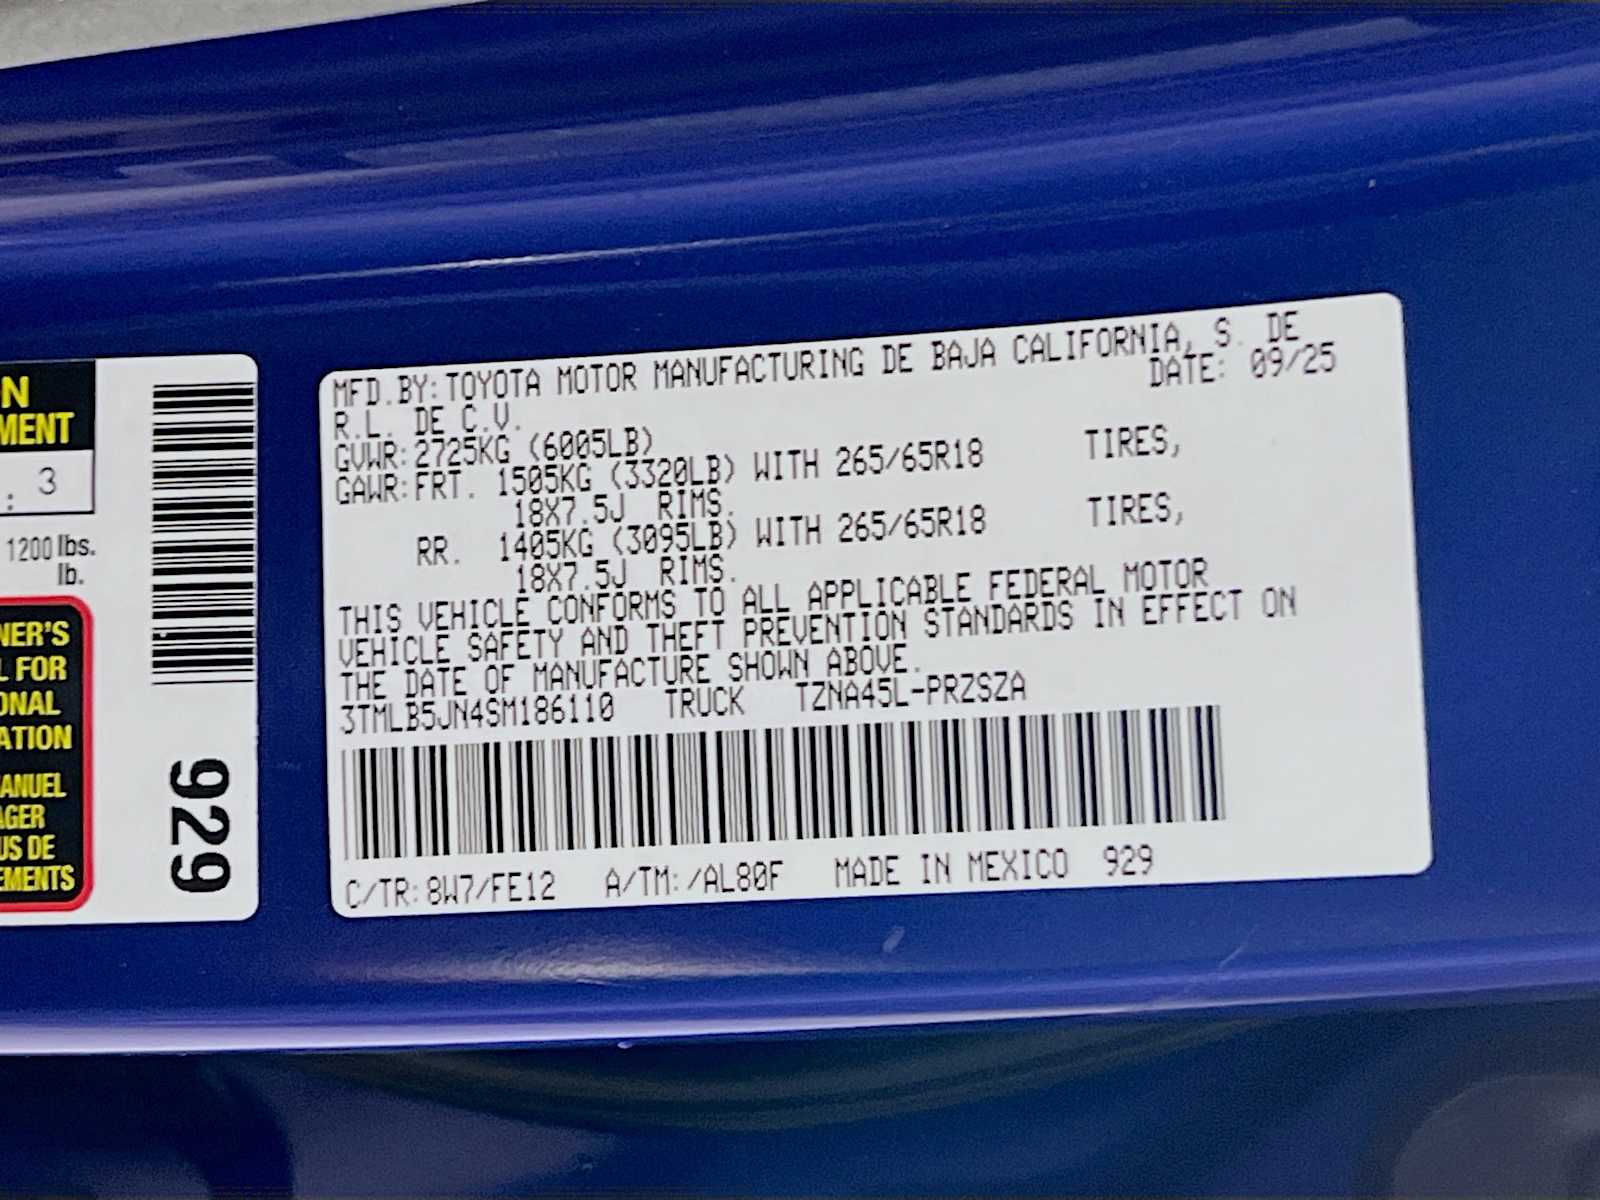 N
MENT
: 3
1200 lbs.
lb.
NER'S
L FOR
ONAL
ATION
ANUEL
AGER
US DE
EMENTS
929
MFD.BY:TOYOTA MOTOR MANUFACTURING DE BAJA CALIFORNIA, S. DE
R.L. DE C.V. DATE: 09/25
GVWR:2725KG (6005LB)
GAWR:FRT. 1505KG (3320LB) WITH 265/65R18 TIRES,
18X7.5J RIMS.
RR. 1405KG (3095LB) WITH 265/65R18 TIRES,
18X7.5J RIMS.
THIS VEHICLE CONFORMS TO ALL APPLICABLE FEDERAL MOTOR
VEHICLE SAFETY AND THEFT PREVENTION STANDARDS IN EFFECT ON
THE DATE OF MANUFACTURE SHOWN ABOVE.
3TMLB5JN4SM186110 TRUCK TZNA45L-PRZSZA
C/TR:8W7/FE12 A/TM:/AL80F MADE IN MEXICO 929